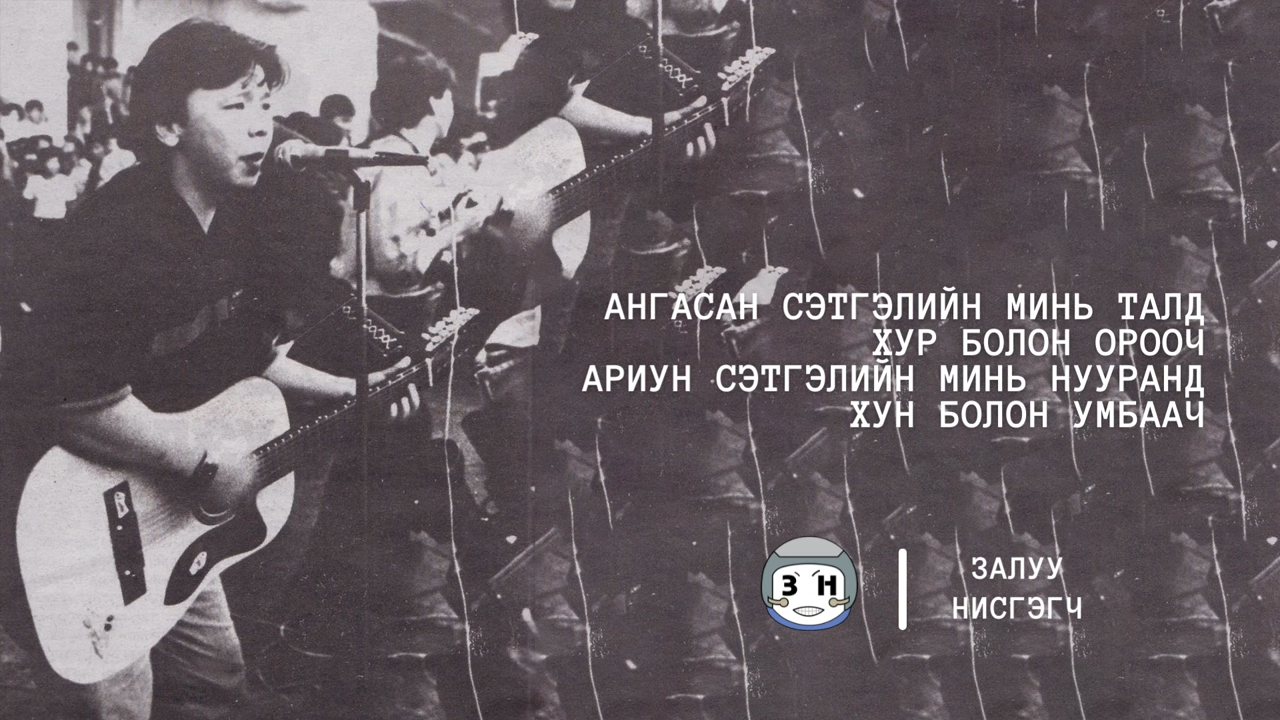 АНГАСАН СЭТГЭЛИЙН МИНЬ ТАЛД
ХУР БОЛОН ОРООЧ
АРИУН СЭТГЭЛИЙН МИНЬ НУУРАНД
ХУН БОЛОН УМБААЧ
З Н
ЗАЛУУ
НИСГЭГЧ